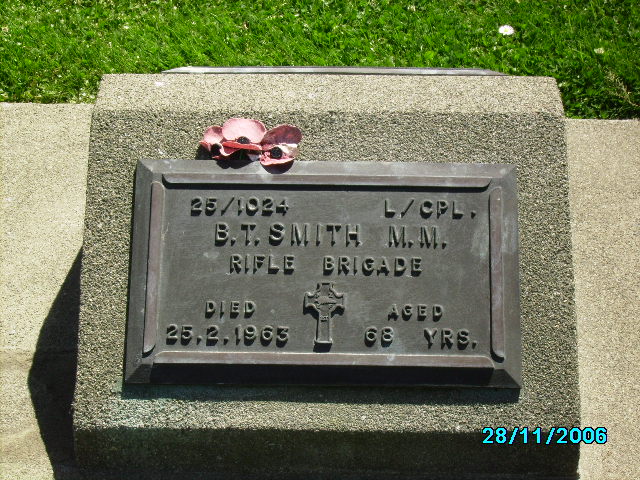 25/1024 L/CPL.
B.T. SMITH M.M.
RIFLE BRIGADE
DIED AGED
25.2.1963 68 YRS.
28/11/2006